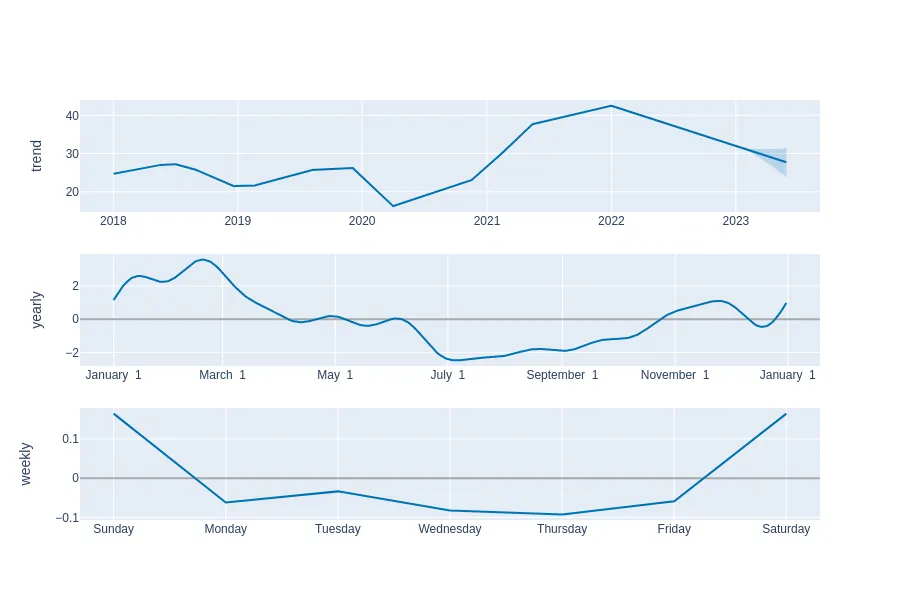 trend
40
30
20
2018 2019 2020 2021 2022 2023
yearly
2
0
−2
January 1 March 1 May 1 July 1 September 1 November 1 January 1
weekly
0.1
0
−0.1
Sunday Monday Tuesday Wednesday Thursday Friday Saturday